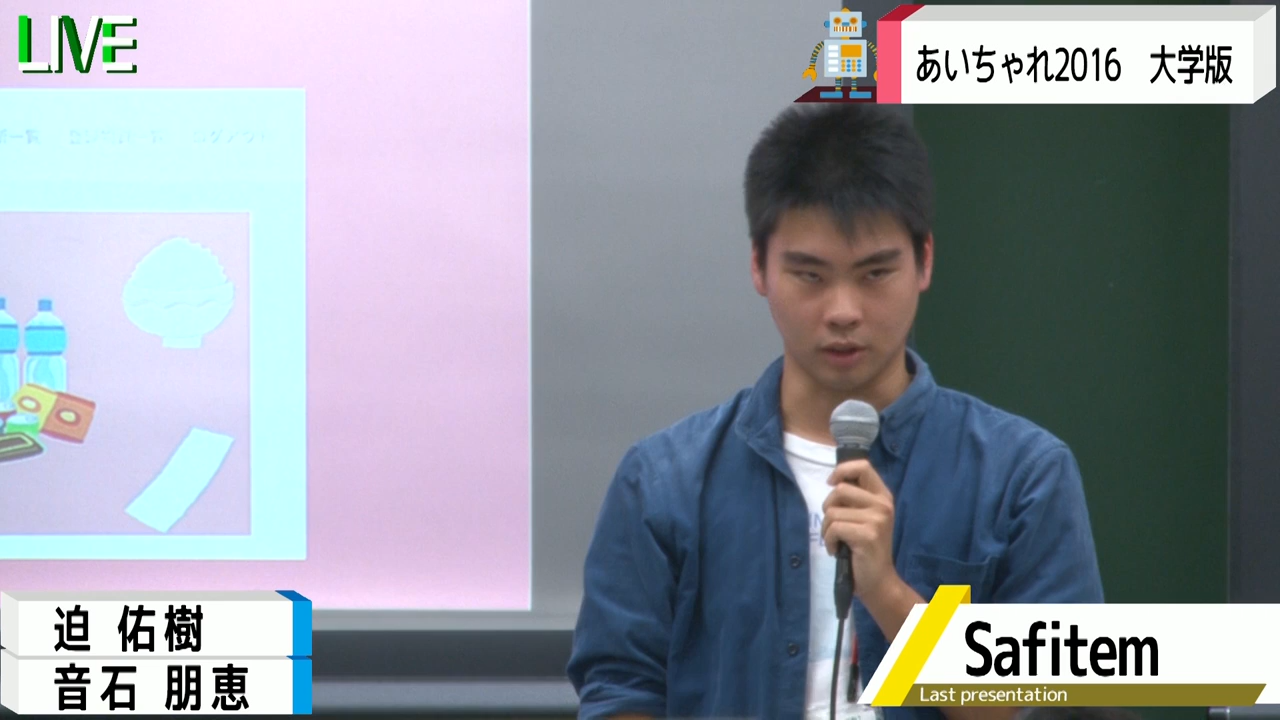 LIVE
あいちゃれ2016 大学版
迫 佑樹
音石 朋恵
Safitem
Last presentation